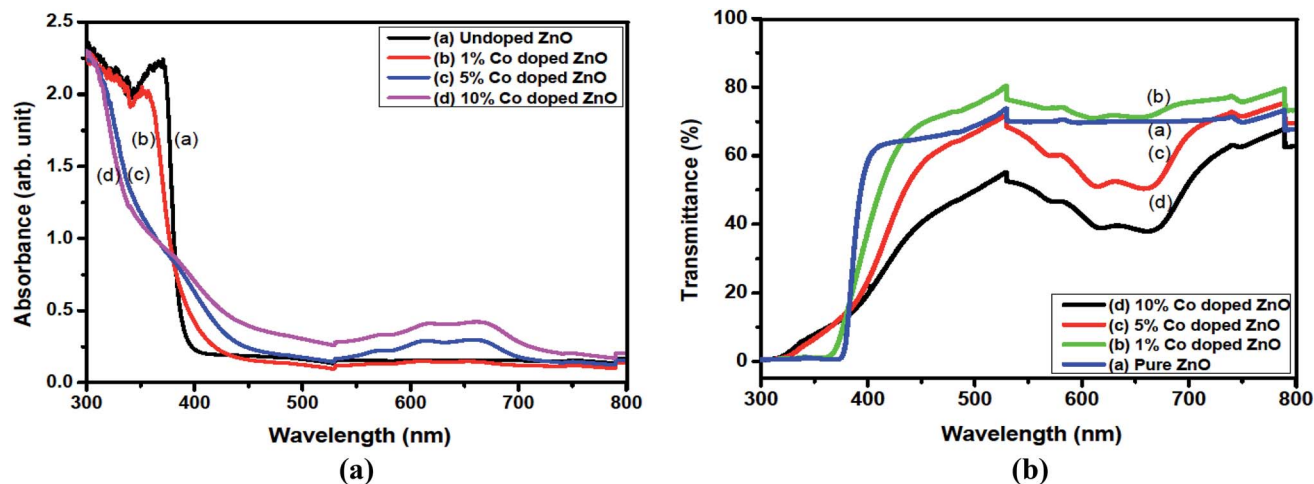 2.5
2.0
1.5
1.0
0.5
0.0
Absorbance (arb. unit)
(a) Undoped ZnO
(b) 1% Co doped ZnO
(c) 5% Co doped ZnO
(d) 10% Co doped ZnO
(b)
(a)
(d)
(c)
300
400
500
600
700
800
Wavelength (nm)
(a)
100
80
60
40
20
0
Transmittance (%)
(b)
(a)
(c)
(d)
(d) 10% Co doped ZnO
(c) 5% Co doped ZnO
(b) 1% Co doped ZnO
(a) Pure ZnO
300
400
500
600
700
800
Wavelength (nm)
(b)